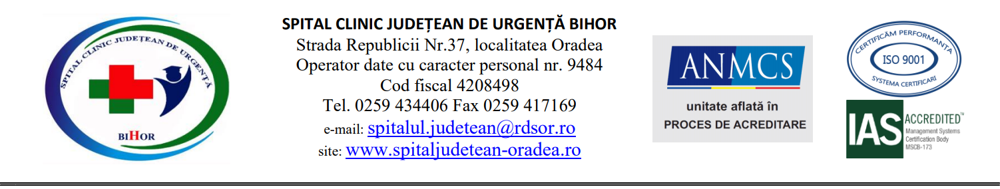 SPITAL CLINIC JUDEȚEAN DE URGENȚĂ
BIHOR
SPITAL CLINIC JUDEȚEAN DE URGENȚĂ BIHOR
Strada Republicii Nr.37, localitatea Oradea
Operator date cu caracter personal nr. 9484
Cod fiscal 4208498
Tel. 0259 434406 Fax 0259 417169
e-mail: spitalul.judetean@rdsor.ro
site: www.spitaljudetean-oradea.ro
ANMCS
unitate aflată în
PROCES DE ACREDITARE
CERTIFICĂM PERFORMANȚA
ISO 9001
SYSTEMA CERTIFICARI
IAS
ACCREDITED™
Management Systems
Certification Body
MSCB-173